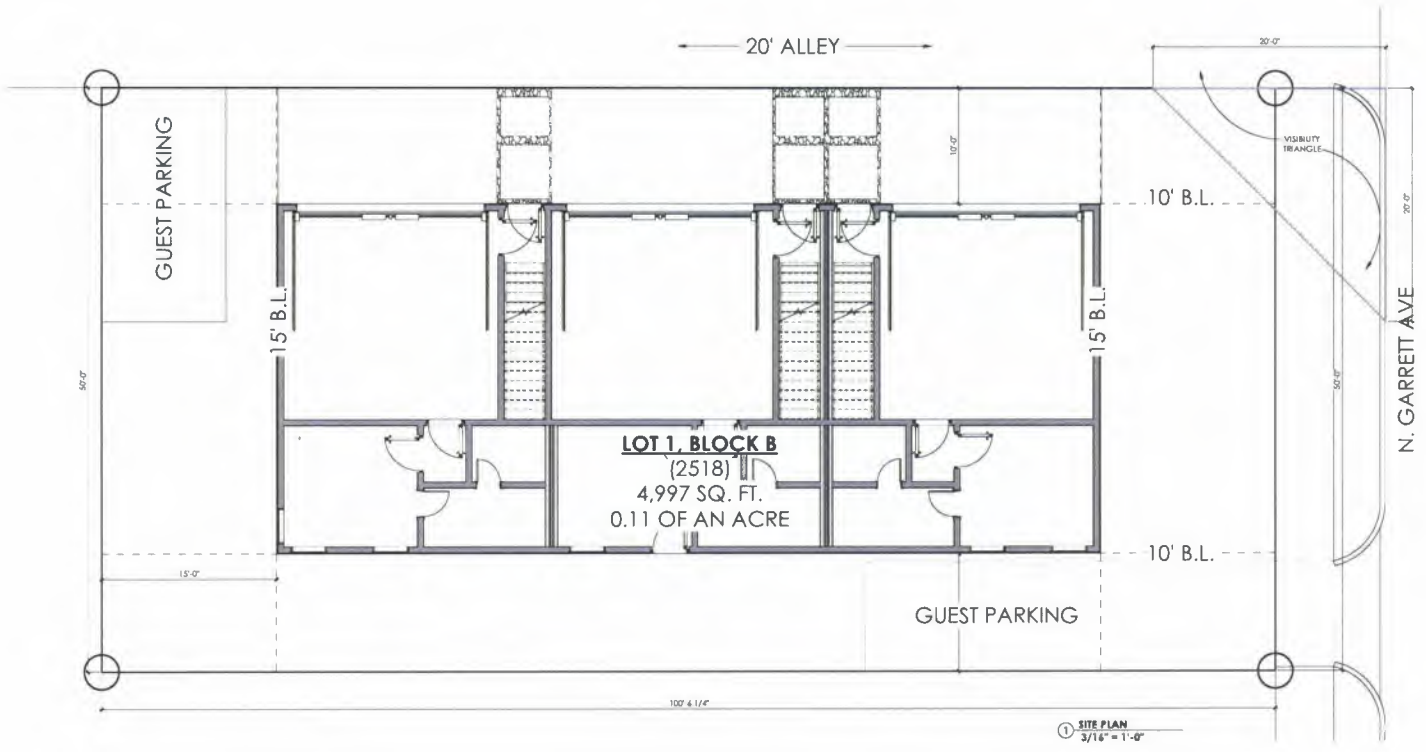 20' ALLEY
20'-0"
GUEST PARKING
10'-0"
VISIBILITY
TRIANGLE
10' B.L.
20'-0"
15' B.L.
15' B.L.
N. GARRETT AVE
50'-0"
50'-0"
LOT 1, BLOCK B
(2518)
4,997 SQ. FT.
0.11 OF AN ACRE
10' B.L.
15'-0"
GUEST PARKING
100' 6 1/4"
1 SITE PLAN
3/16" = 1'-0"